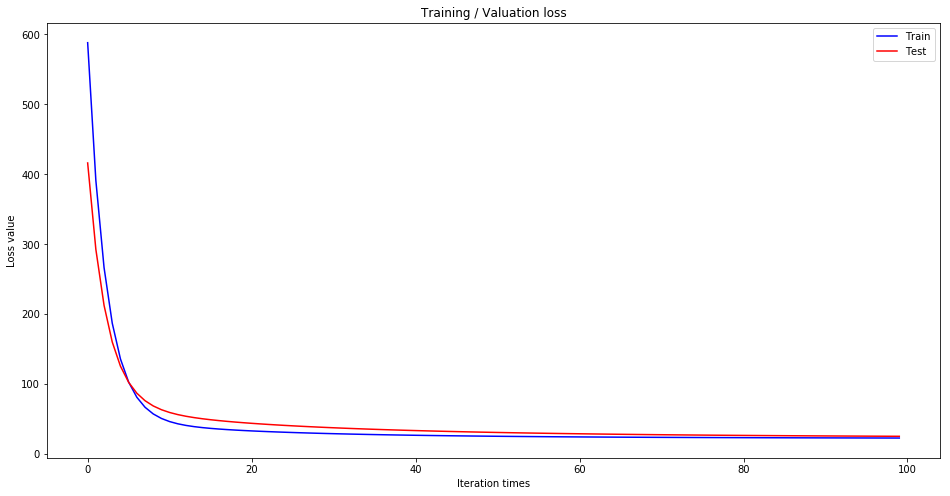 Training / Valuation loss
Train
Test
Loss value
600
500
400
300
200
100
0
0 20 40 60 80 100
Iteration times